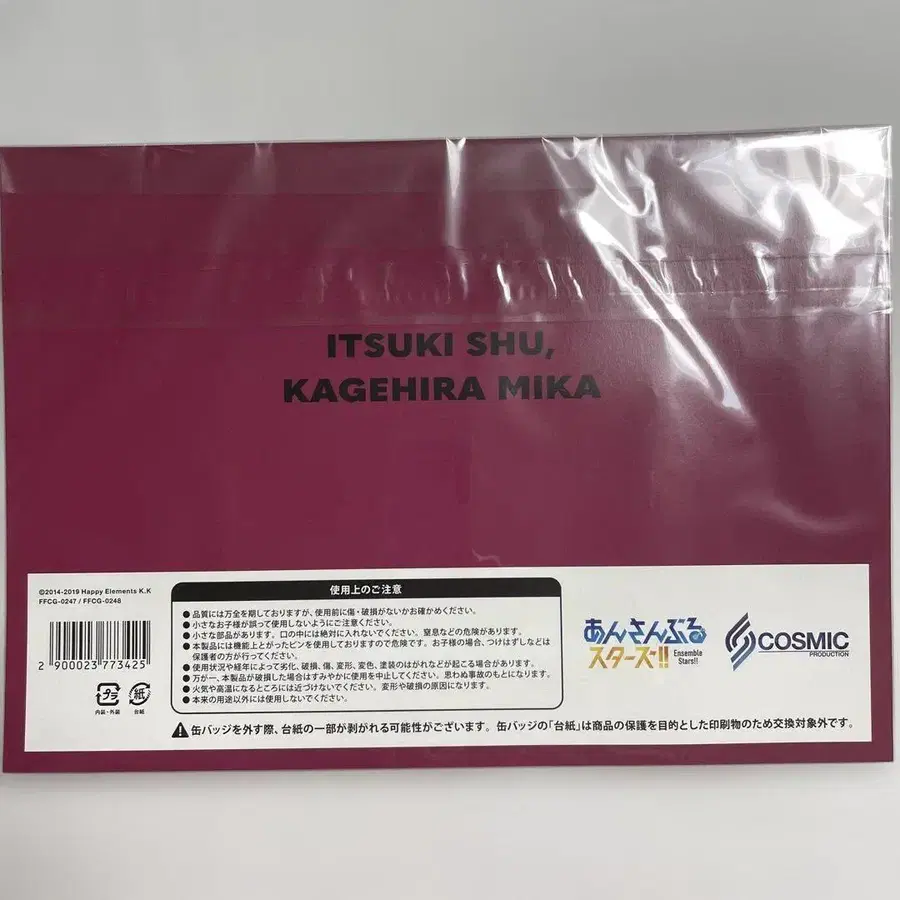 ITSUKI SHU,
KAGEHIRA MIKA
©2014-2019 Happy Elements K.K
FFCG-0247 / FFCG-0248
2 900023 773425
プラ
内袋・外装
紙
台紙
使用上のご注意
● 品質には万全を期しておりますが、使用前に傷・破損がないかお確かめください。
● 小さなお子様が誤って使用しないようにご注意ください。
● 小さな部品があります。口の中には絶対に入れないでください。窒息などの危険があります。
● 本製品には機能上とがったピンを使用しておりますので危険です。お子様の場合、つけはずしなどは
保護者の方が行ってください。
● 使用状況や経年によって劣化、破損、傷、変形、変色、塗装のはがれなどが起こる場合があります。
● 万が一、本製品が破損した場合はすみやかに使用を中止してください。思わぬ事故のもとになります。
● 火気や高温になるところには近づけないでください。変形や破損の原因になります。
● 本来の用途以外には使用しないでください。
あんさんぶる
スターズ!!
Ensemble
Stars!!
COSMIC
PRODUCTION
⚠缶バッジを外す際、台紙の一部が剥がれる可能性がございます。缶バッジの「台紙」は商品の保護を目的とした印刷物のため交換対象外です。